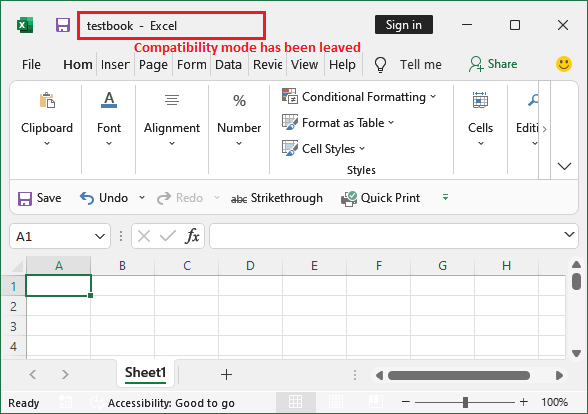 testbook - Excel
Sign in
Compatibility mode has been leaved
File Hom Inser Page Form Data Revie View Help Tell me Share
Clipboard
Font
Alignment
%
Number
Conditional Formatting
Format as Table
Cell Styles
Styles
Cells
Editi
Save Undo Redo abc Strikethrough Quick Print
A1 fx
A B C D E F G H
1
2
3
4
Sheet1
Ready Accessibility: Good to go 100%